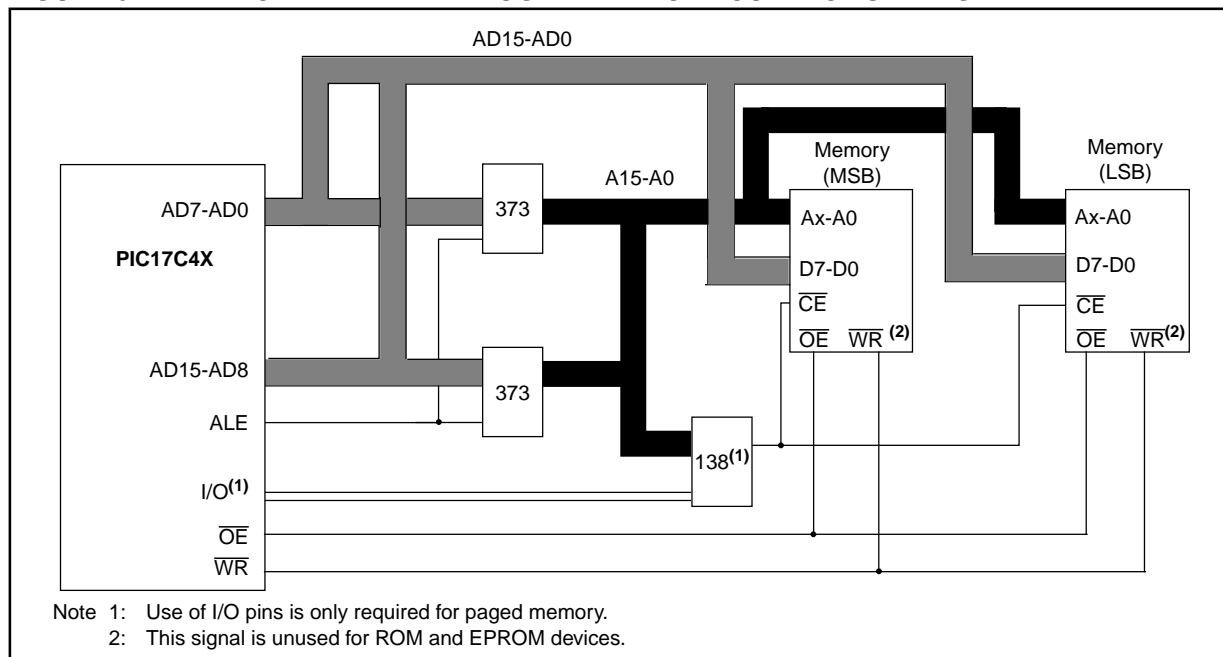 AD15-AD0
Memory
(MSB)
Memory
(LSB)
A15-A0
AD7-AD0
373
Ax-A0
Ax-A0
PIC17C4X
D7-D0
D7-D0
CE
CE
OE
WR(2)
OE
WR(2)
AD15-AD8
373
ALE
138(1)
I/O(1)
OE
WR
Note 1: Use of I/O pins is only required for paged memory.
2: This signal is unused for ROM and EPROM devices.